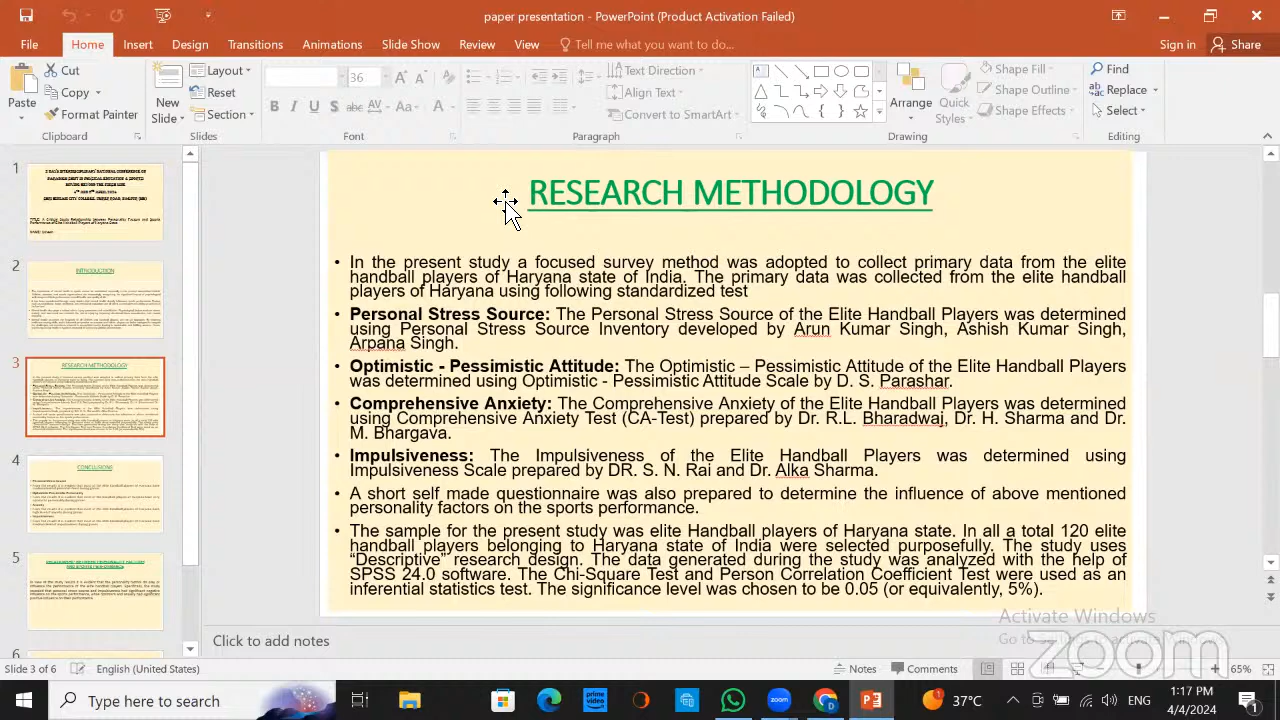 paper presentation - PowerPoint (Product Activation Failed)
File Home Insert Design Transitions Animations Slide Show Review View Tell me what you want to do... Sign in Share
Paste
Cut
Copy
Format Painter
Clipboard
New Slide
Layout
Reset
Section
Slides
36
B I U S abc AV Aa A
Font
Text Direction
Align Text
Convert to SmartArt
Paragraph
Arrange
Quick Styles
Shape Fill
Shape Outline
Shape Effects
Drawing
Find
Replace
Select
Editing
1
2
INTRODUCTION
3
RESEARCH METHODOLOGY
4
CONCLUSIONS
5
6
RESEARCH METHODOLOGY
• In the present study a focused survey method was adopted to collect primary data from the elite
handball players of Haryana state of India. The primary data was collected from the elite handball
players of Haryana using following standardized test
• Personal Stress Source: The Personal Stress Source of the Elite Handball Players was determined
using Personal Stress Source Inventory developed by Arun Kumar Singh, Ashish Kumar Singh,
Arpana Singh.
• Optimistic - Pessimistic Attitude: The Optimistic – Pessimistic Attitude of the Elite Handball Players
was determined using Optimistic - Pessimistic Attitude Scale by D. S. Parashar.
• Comprehensive Anxiety: The Comprehensive Anxiety of the Elite Handball Players was determined
using Comprehensive Anxiety Test (CA-Test) prepared by Dr. R.L. Bharadwaj, Dr. H. Sharma and Dr.
M. Bhargava.
• Impulsiveness: The Impulsiveness of the Elite Handball Players was determined using
Impulsiveness Scale prepared by DR. S. N. Rai and Dr. Alka Sharma.
• A short self made questionnaire was also prepared to determine the influence of above mentioned
personality factors on the sports performance.
• The sample for the present study was elite Handball players of Haryana state. In all a total 120 elite
handball players belonging to Haryana state of India were selected purposefully. The study uses
“Descriptive” research design. The data generated during the study was analyzed with the help of
SPSS 24.0 software. The Chi-Square Test and Person Correlation Coefficient Test were used as an
inferential statistics test. The significance level was chosen to be 0.05 (or equivalently, 5%).
Activate Windows
zoom
Click to add notes
Slide 3 of 6 English (United States) Notes Comments 65%
Type here to search
prime video
zoom
D
37°C
ENG
1:17 PM
4/4/2024
1